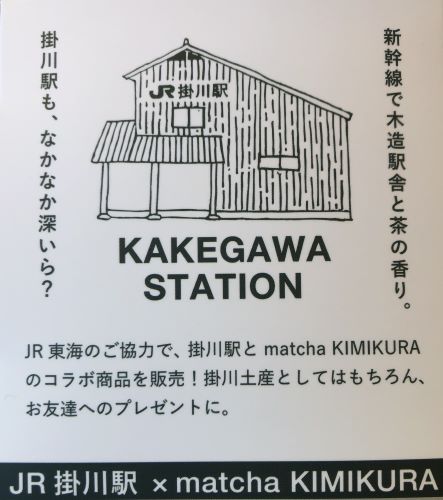 新幹線で木造駅舎と茶の香り。
掛川駅も、なかなか深いら？
JR 掛川駅
KAKEGAWA
STATION
JR 東海のご協力で、掛川駅と matcha KIMIKURA
のコラボ商品を販売！掛川土産としてはもちろん、
お友達へのプレゼントに。
JR 掛川駅 × matcha KIMIKURA